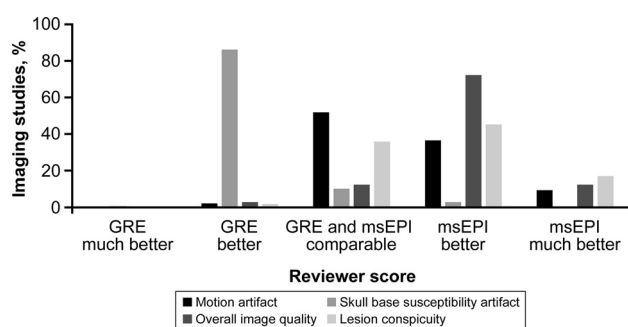 Imaging studies, %
100
80
60
40
20
0
GRE much better
GRE better
GRE and msEPI comparable
msEPI better
msEPI much better
Reviewer score
Motion artifact
Skull base susceptibility artifact
Overall image quality
Lesion conspicuity